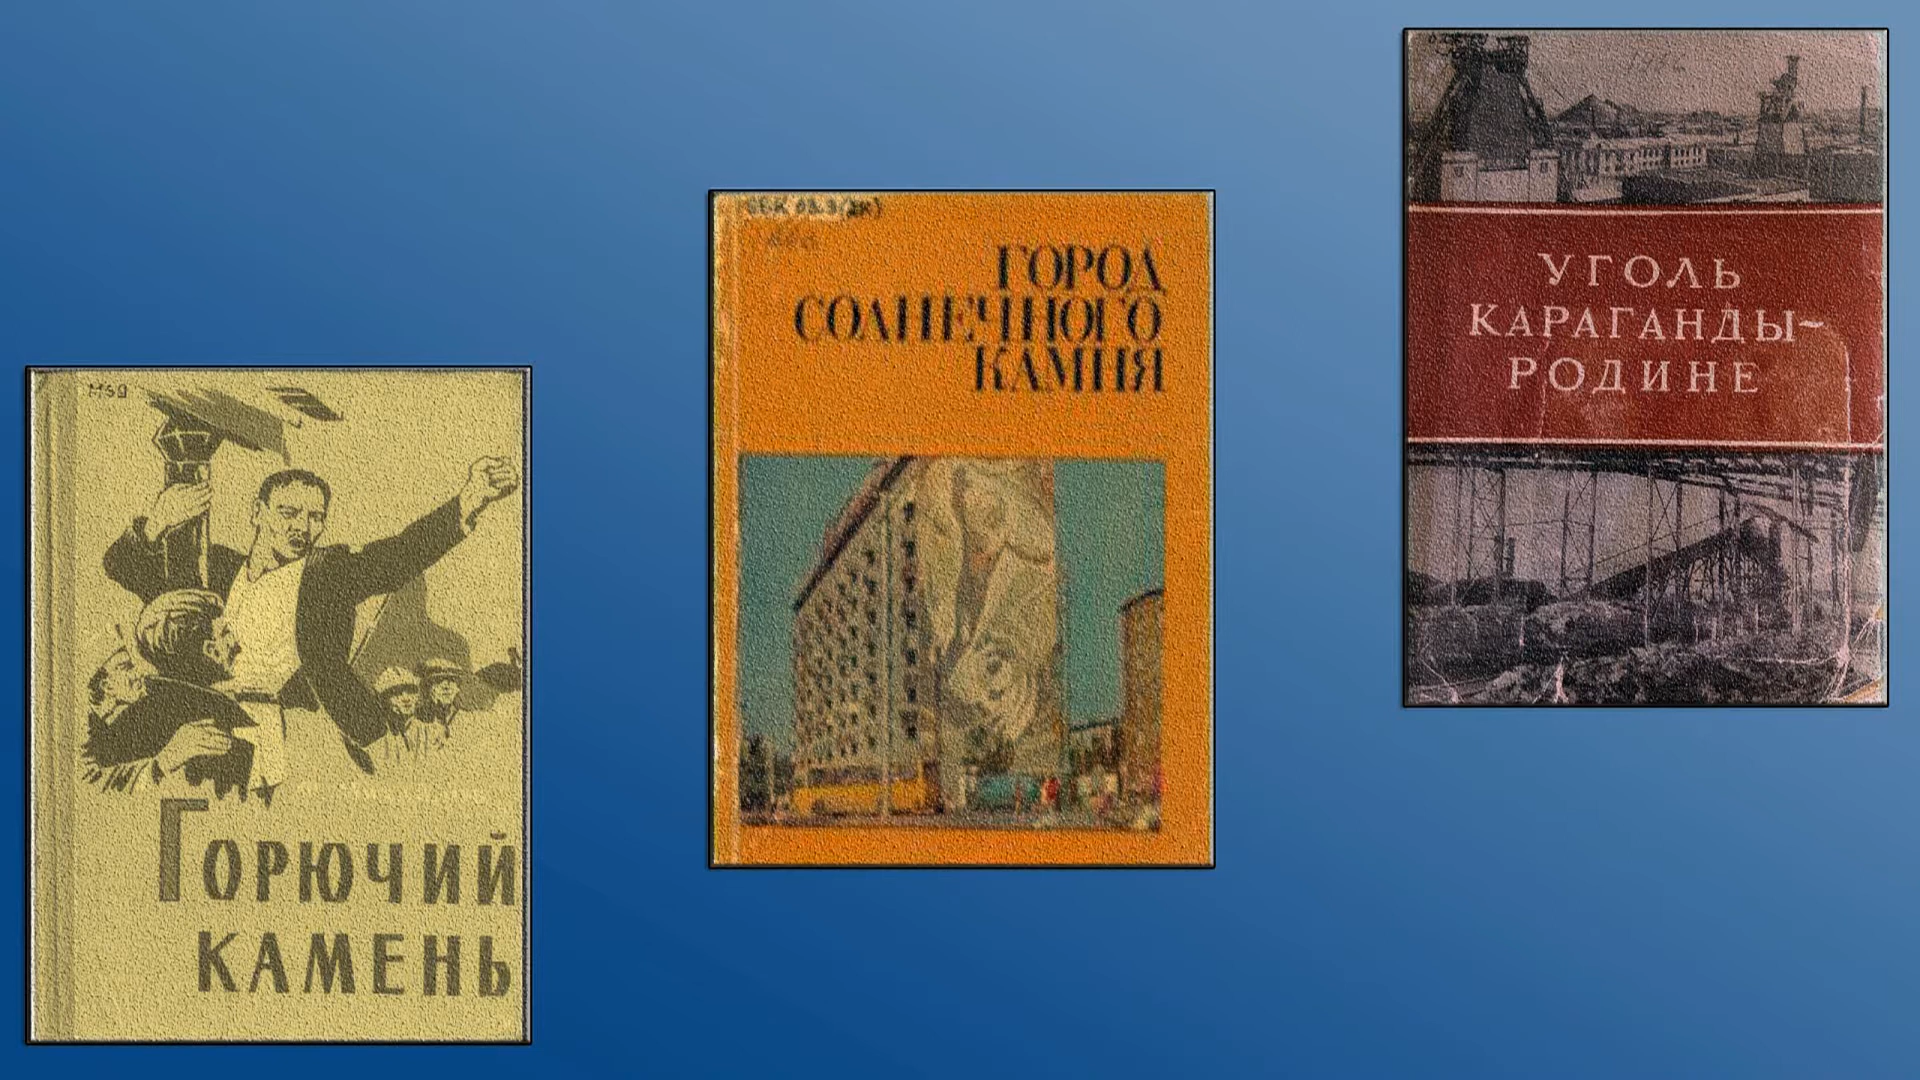 ГОРЮЧИЙ
КАМЕНЬ
ГОРОД
СОЛНЕЧНОГО
КАМНЯ
УГОЛЬ
КАРАГАНДЫ-
РОДИНЕ